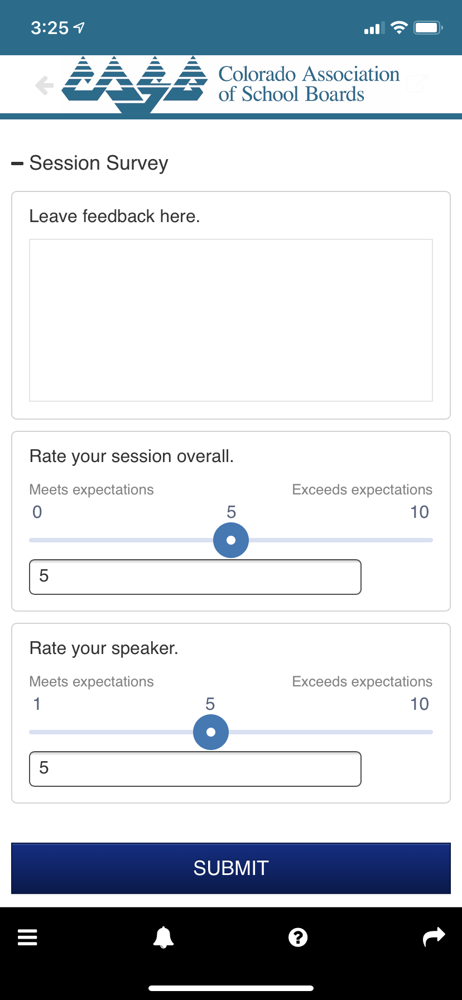 3:25
Colorado Association
of School Boards
Session Survey
Leave feedback here.
Rate your session overall.
Meets expectations Exceeds expectations
0 5 10
5
Rate your speaker.
Meets expectations Exceeds expectations
1 5 10
5
SUBMIT